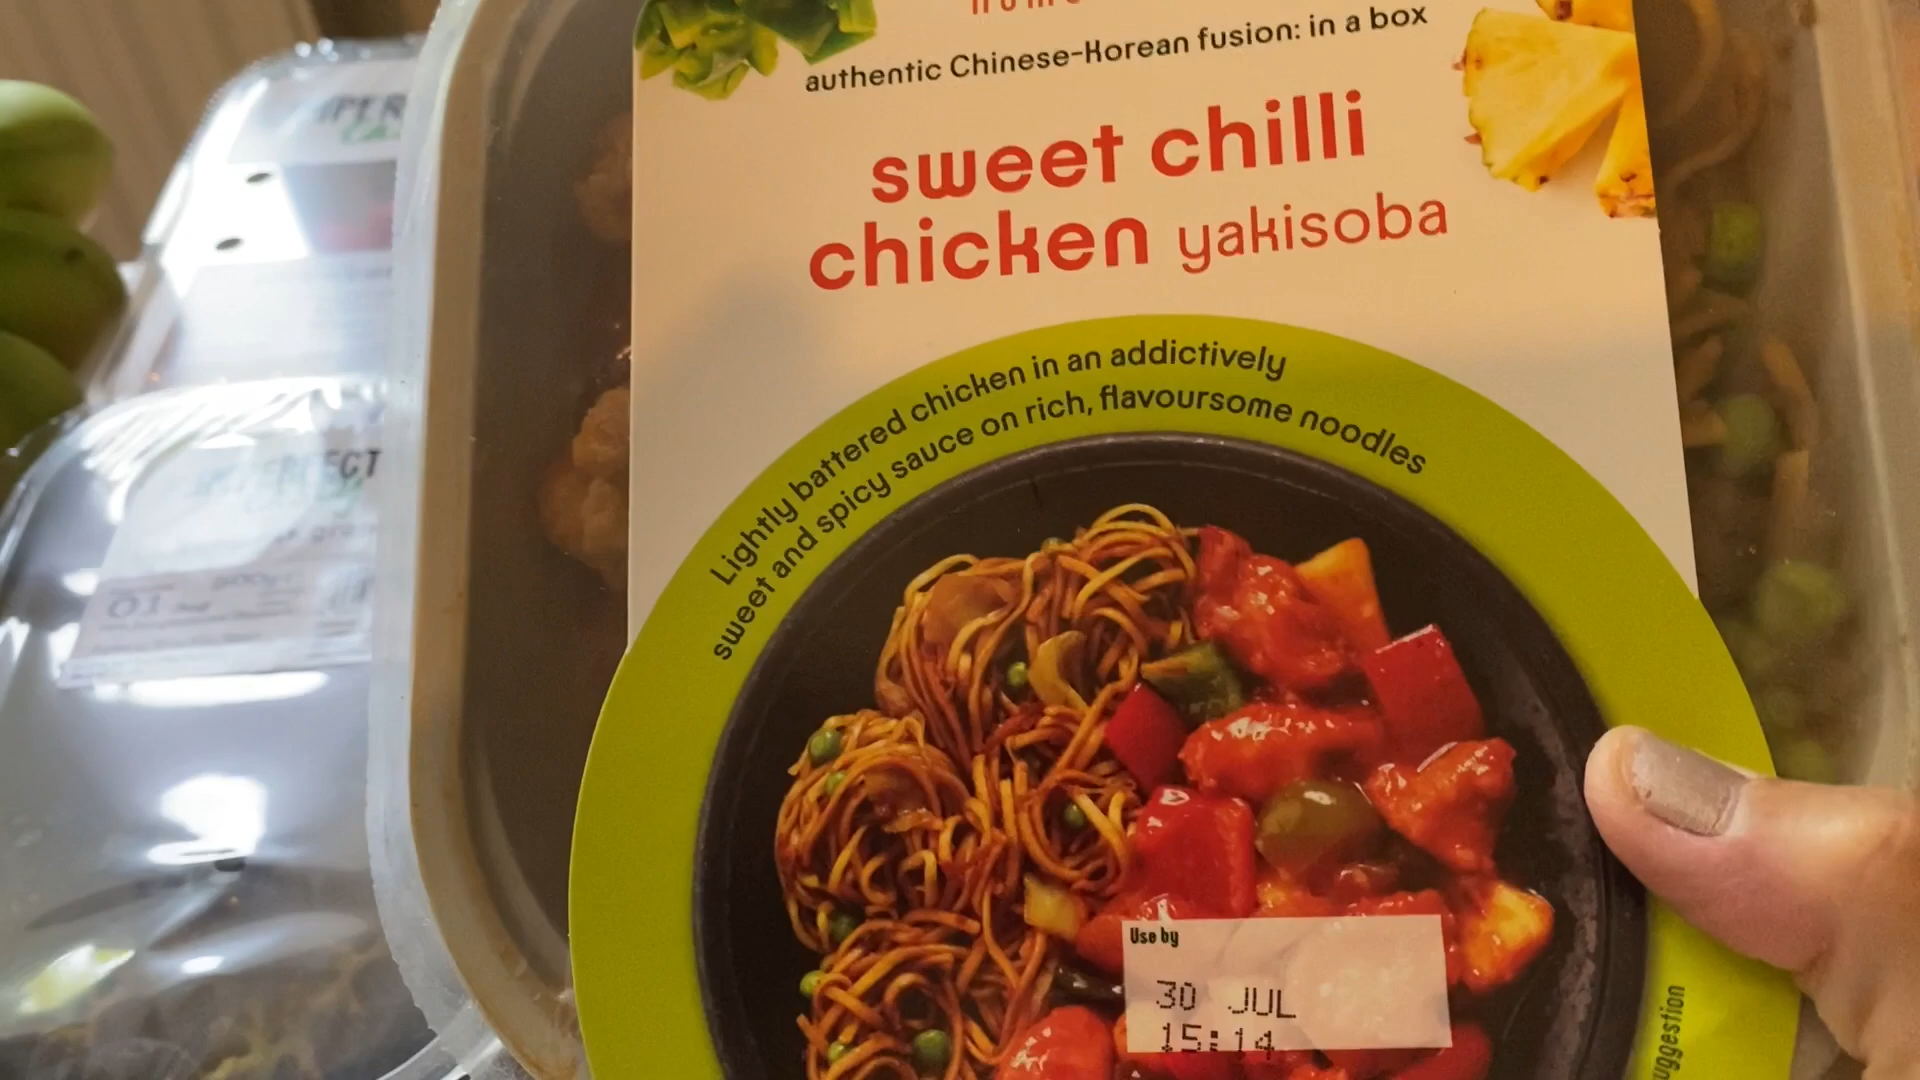 authentic Chinese-Korean fusion: in a box
sweet chilli
chicken yakisoba
Lightly battered chicken in an addictively
sweet and spicy sauce on rich, flavoursome noodles
Use by
30 JUL
15:14